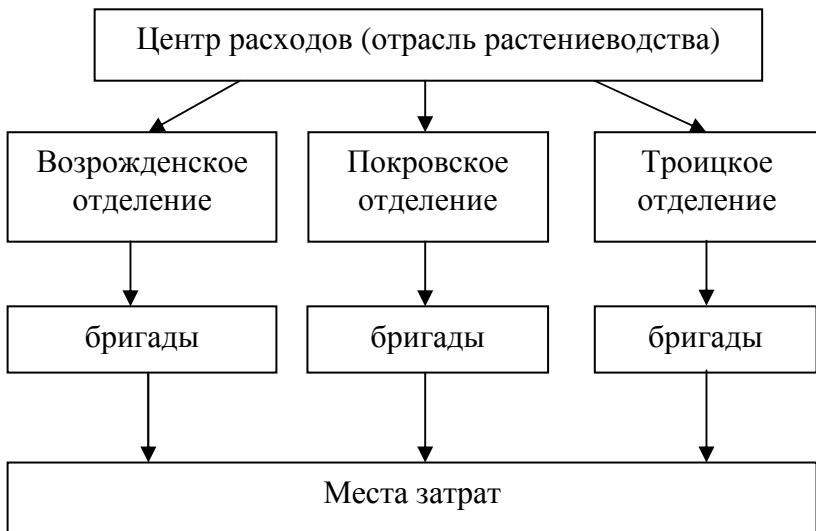 Центр расходов (отрасль растениеводства)
Возрожденское
отделение
Покровское
отделение
Троицкое
отделение
бригады
бригады
бригады
Места затрат